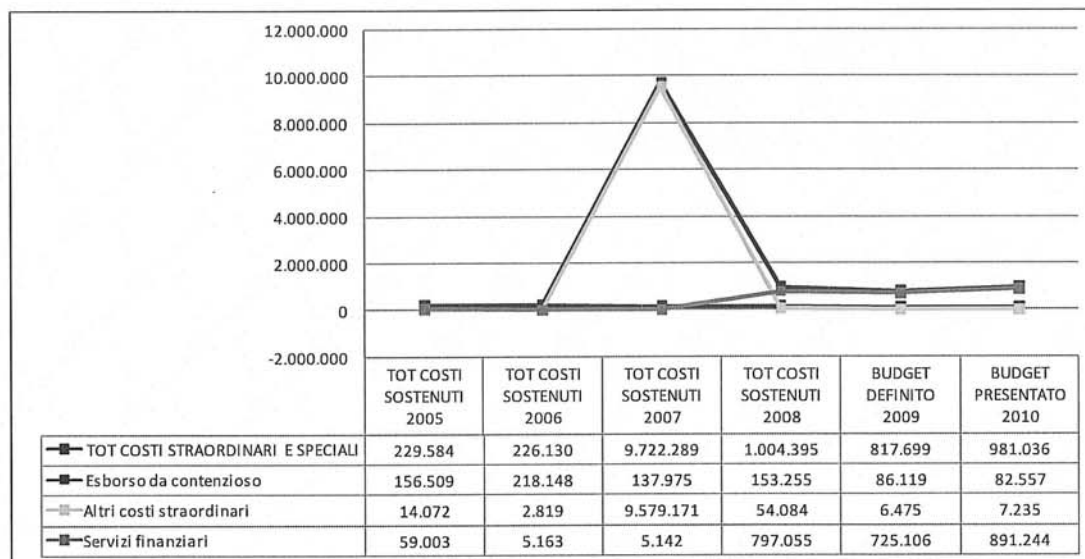 12.000.000
10.000.000
8.000.000
6.000.000
4.000.000
2.000.000
0
-2.000.000
TOT COSTI SOSTENUTI 2005 TOT COSTI SOSTENUTI 2006 TOT COSTI SOSTENUTI 2007 TOT COSTI SOSTENUTI 2008 BUDGET DEFINITO 2009 BUDGET PRESENTATO 2010
TOT COSTI STRAORDINARI E SPECIALI 229.584 226.130 9.722.289 1.004.395 817.699 981.036
Esborso da contenzioso 156.509 218.148 137.975 153.255 86.119 82.557
Altri costi straordinari 14.072 2.819 9.579.171 54.084 6.475 7.235
Servizi finanziari 59.003 5.163 5.142 797.055 725.106 891.244